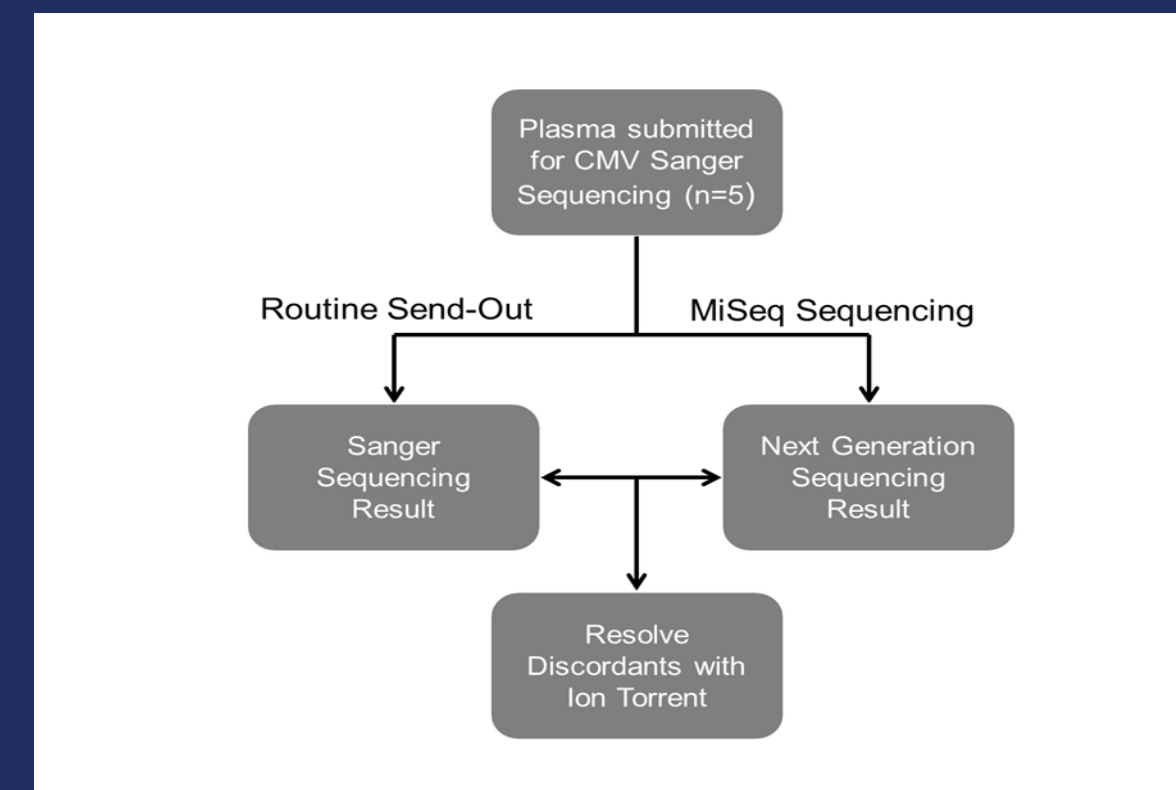 Plasma submitted
for CMV Sanger
Sequencing (n=5)
Routine Send-Out
MiSeq Sequencing
Sanger
Sequencing
Result
Next Generation
Sequencing
Result
Resolve
Discordants with
Ion Torrent